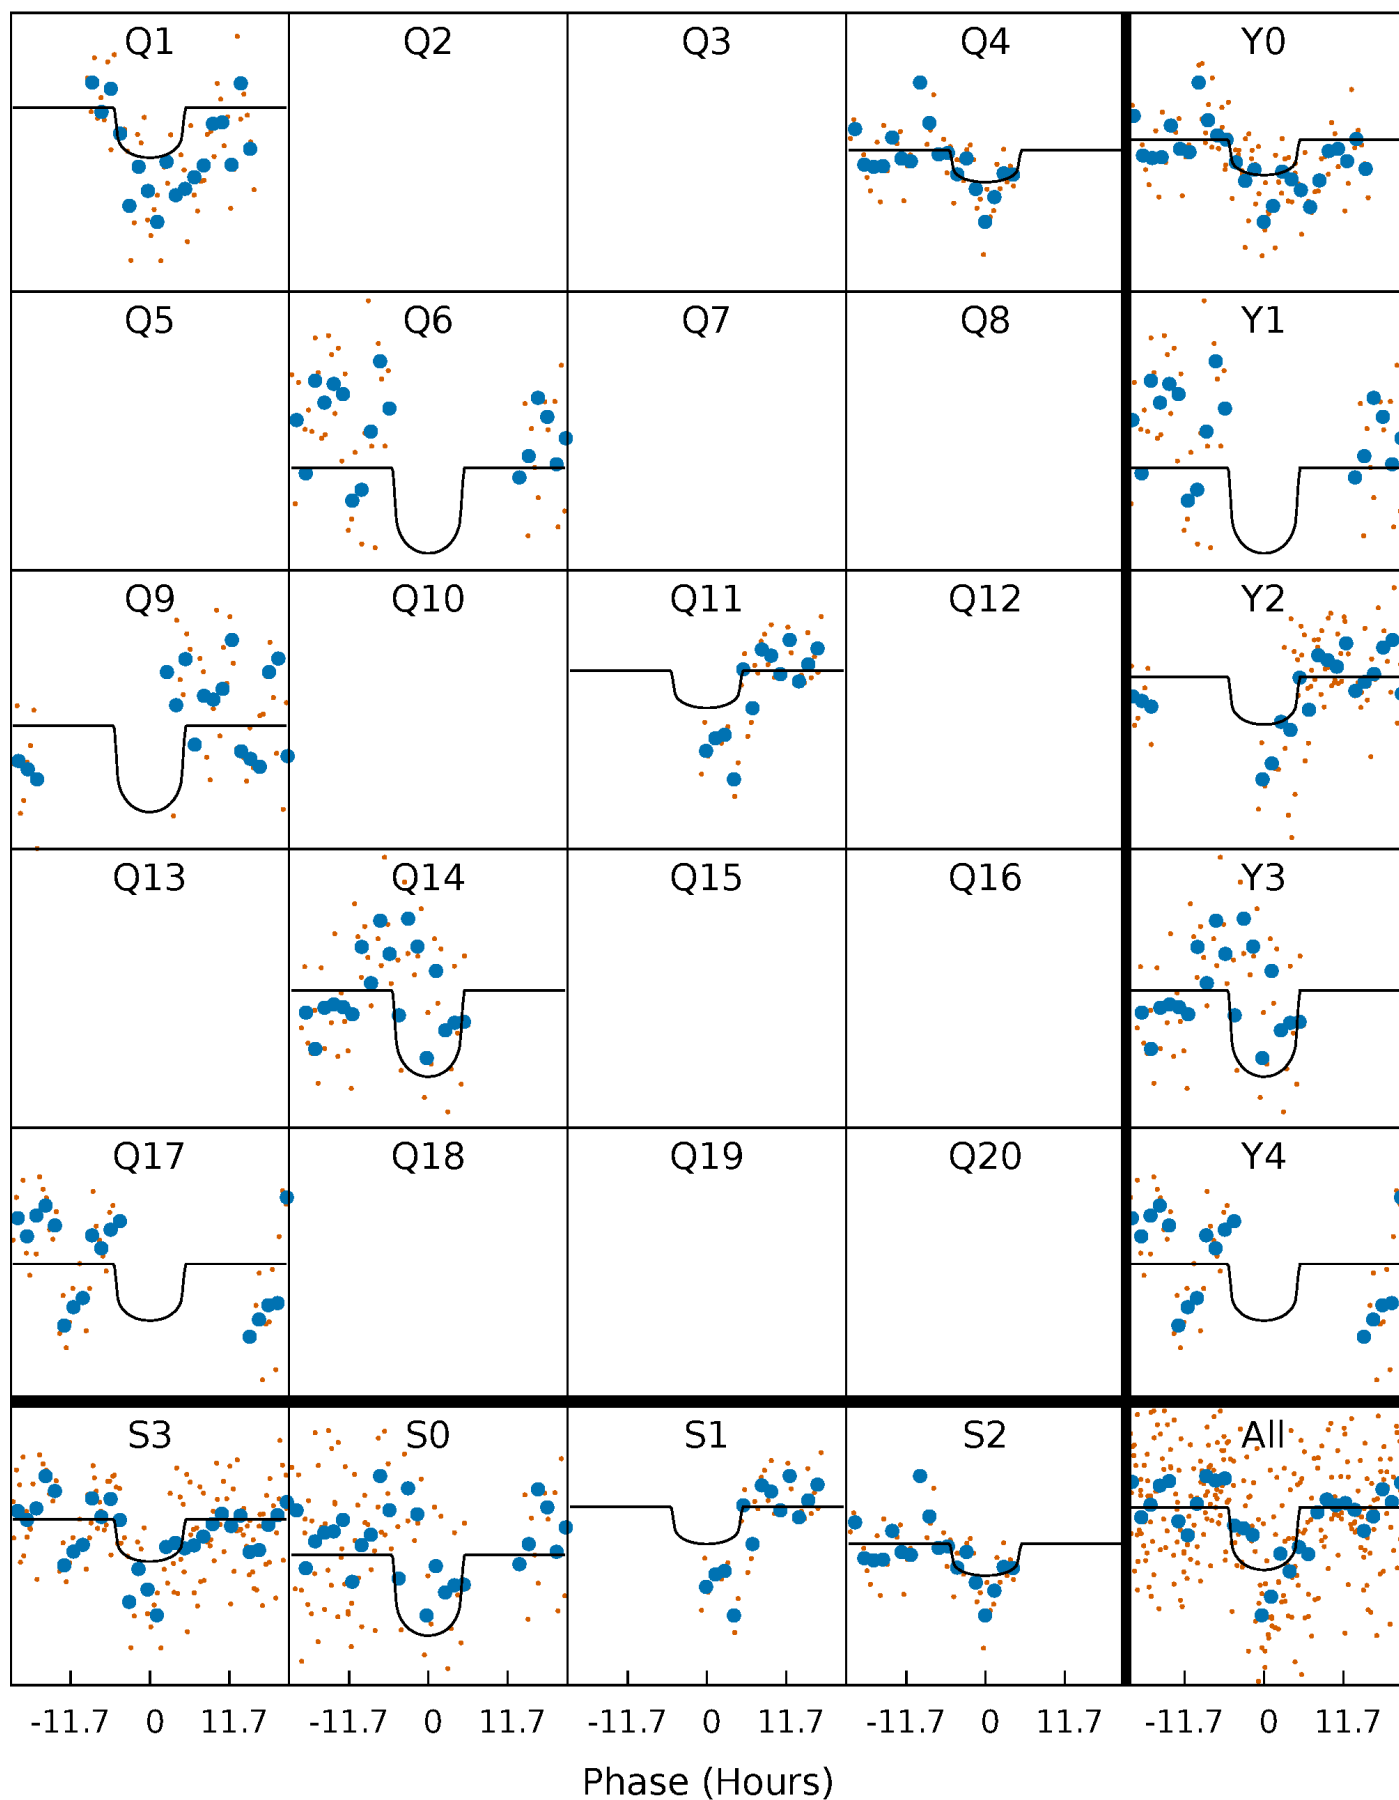 Q1 Q2 Q3 Q4 Y0
Q5 Q6 Q7 Q8 Y1
Q9 Q10 Q11 Q12 Y2
Q13 Q14 Q15 Q16 Y3
Q17 Q18 Q19 Q20 Y4
S3 S0 S1 S2 All
-11.7 0 11.7 -11.7 0 11.7 -11.7 0 11.7 -11.7 0 11.7 -11.7 0 11.7
Phase (Hours)